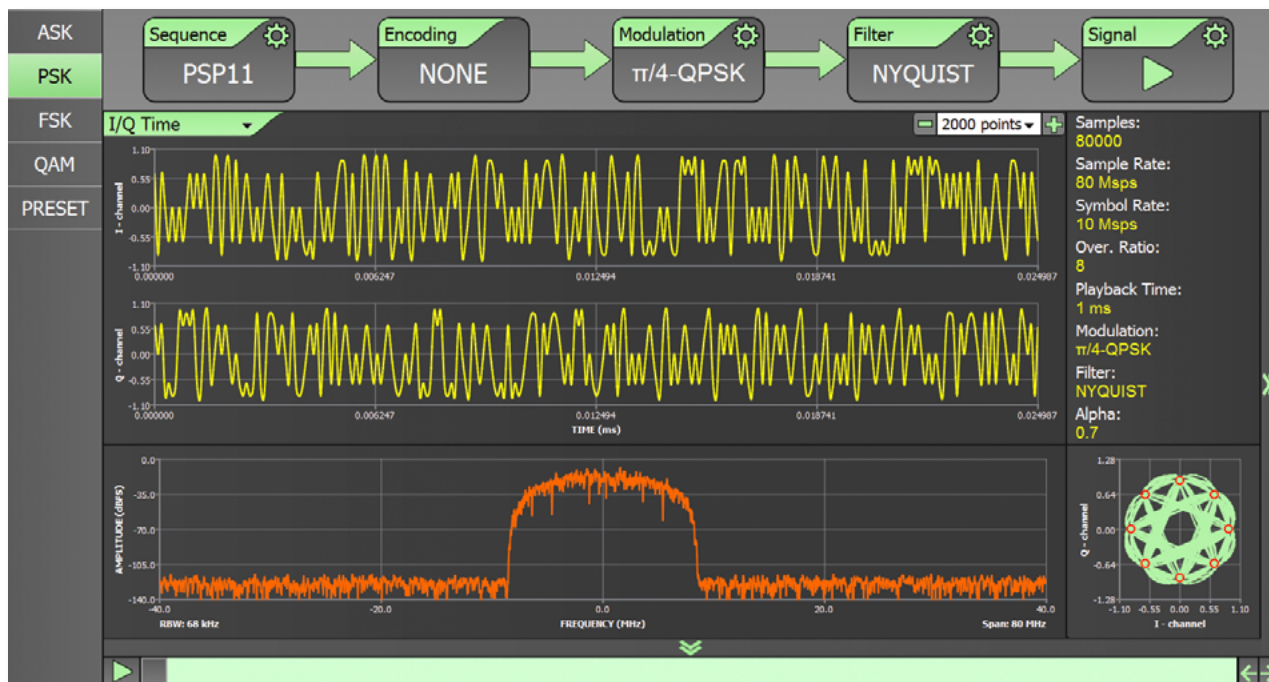 ASK
PSK
FSK
QAM
PRESET
Sequence
PSP11
Encoding
NONE
Modulation
π/4-QPSK
Filter
NYQUIST
Signal
I/Q Time
2000 points
1.10
0.55
0.00
-0.55
-1.10
I - channel
0.000000 0.006247 0.012494 0.018741 0.024987
1.10
0.55
0.00
-0.55
-1.10
Q - channel
0.000000 0.006247 0.012494 0.018741 0.024987
TIME (ms)
Samples:
80000
Sample Rate:
80 Msps
Symbol Rate:
10 Msps
Over. Ratio:
8
Playback Time:
1 ms
Modulation:
π/4-QPSK
Filter:
NYQUIST
Alpha:
0.7
0.0
-35.0
-70.0
-105.0
-140.0
AMPLITUDE (dBFS)
-40.0 -20.0 0.0 20.0 40.0
RBW: 68 kHz FREQUENCY (MHz) Span: 80 MHz
1.28
0.64
0.00
-0.64
-1.28
Q - channel
-1.10 -0.55 0.00 0.55 1.10
I - channel